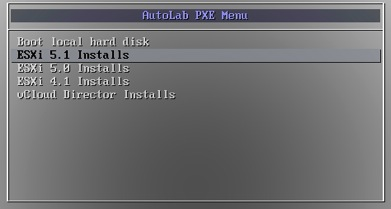 AutoLab PXE Menu
Boot local hard disk
ESXi 5.1 Installs
ESXi 5.0 Installs
ESXi 4.1 Installs
vCloud Director Installs